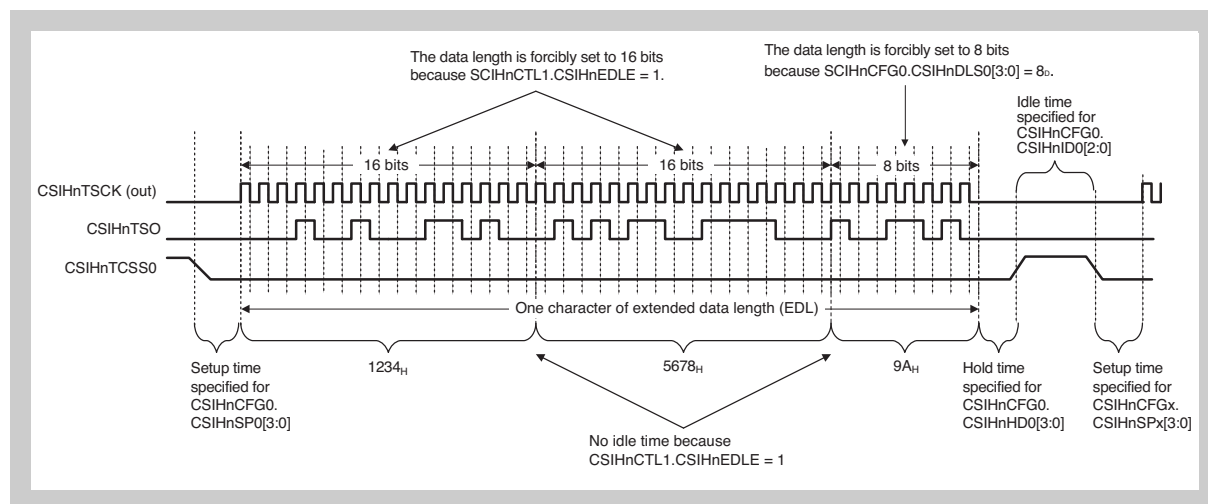 The data length is forcibly set to 16 bits
because SCIHnCTL1.CSIHnEDLE = 1.
The data length is forcibly set to 8 bits
because SCIHnCFG0.CSIHnDLS0[3:0] = 8D.
Idle time
specified for
CSIHnCFG0.
CSIHnID0[2:0]
16 bits
16 bits
8 bits
CSIHnTSCK (out)
CSIHnTSO
CSIHnTCSS0
One character of extended data length (EDL)
Setup time
specified for
CSIHnCFG0.
CSIHnSP0[3:0]
1234H
5678H
9AH
Hold time
specified for
CSIHnCFG0.
CSIHnHD0[3:0]
Setup time
specified for
CSIHnCFGx.
CSIHnSPx[3:0]
No idle time because
CSIHnCTL1.CSIHnEDLE = 1